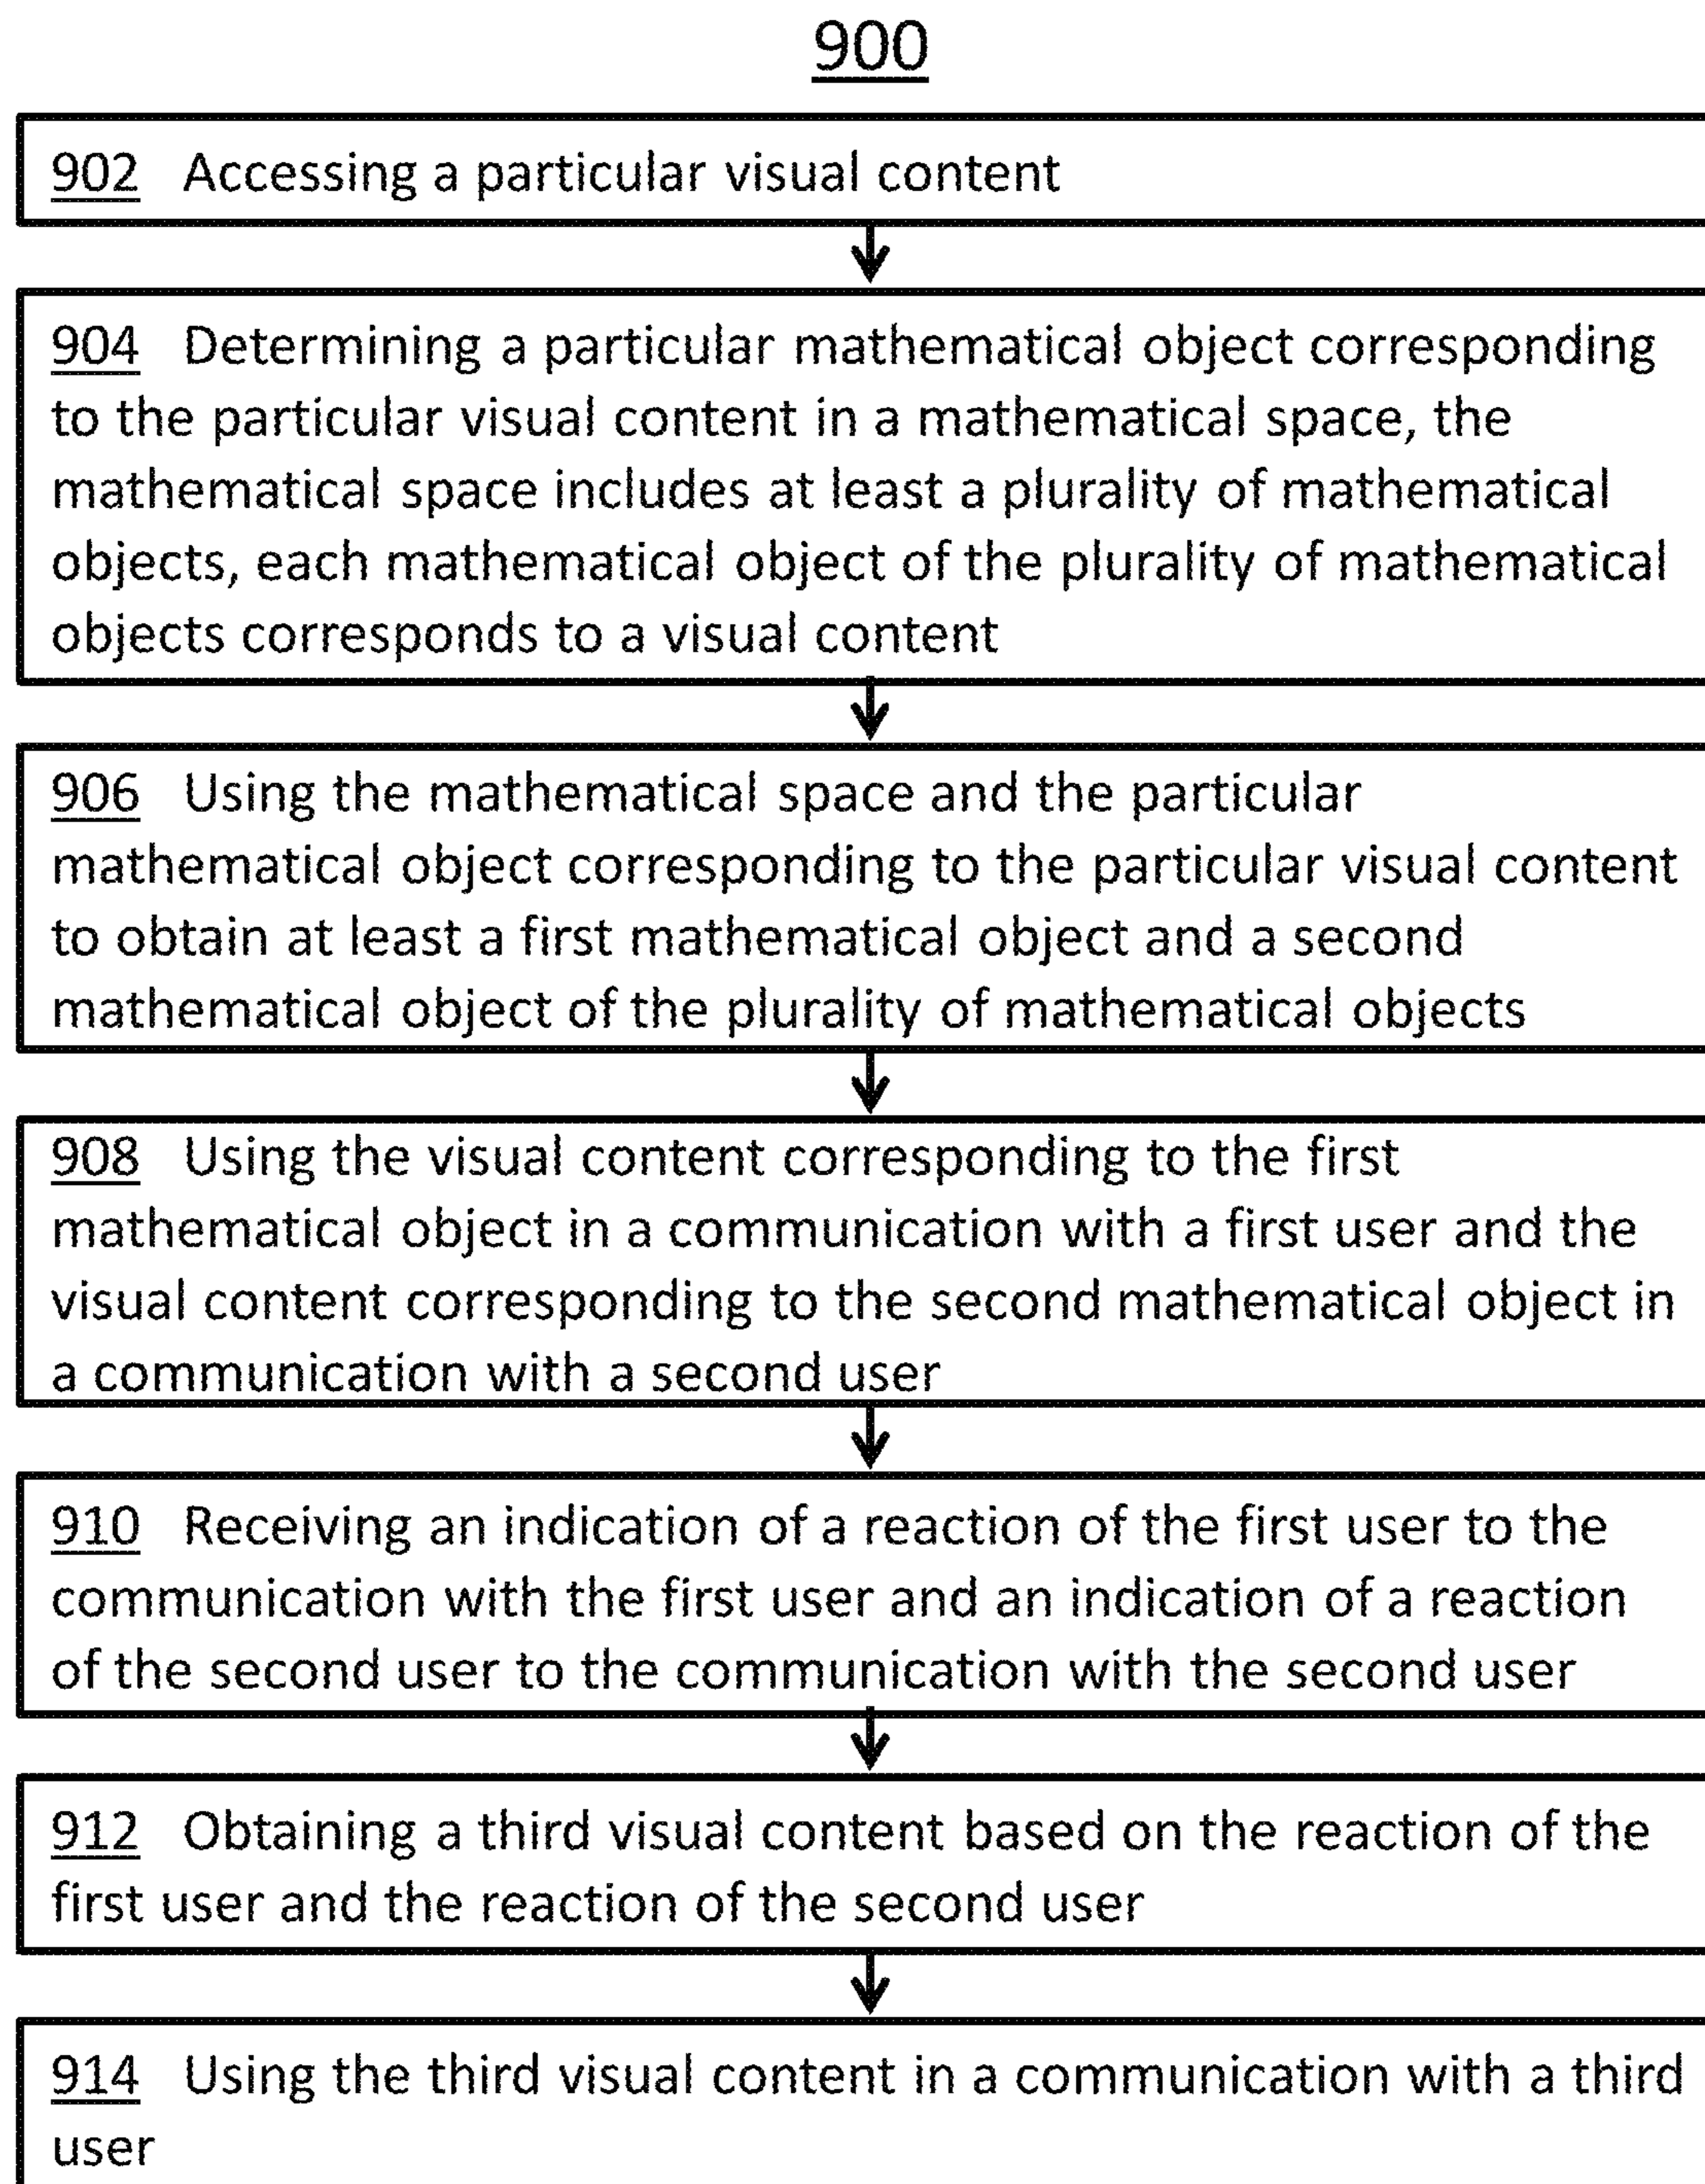 900
902 Accessing a particular visual content
904 Determining a particular mathematical object corresponding
to the particular visual content in a mathematical space, the
mathematical space includes at least a plurality of mathematical
objects, each mathematical object of the plurality of mathematical
objects corresponds to a visual content
906 Using the mathematical space and the particular
mathematical object corresponding to the particular visual content
to obtain at least a first mathematical object and a second
mathematical object of the plurality of mathematical objects
908 Using the visual content corresponding to the first
mathematical object in a communication with a first user and the
visual content corresponding to the second mathematical object in
a communication with a second user
910 Receiving an indication of a reaction of the first user to the
communication with the first user and an indication of a reaction
of the second user to the communication with the second user
912 Obtaining a third visual content based on the reaction of the
first user and the reaction of the second user
914 Using the third visual content in a communication with a third
user